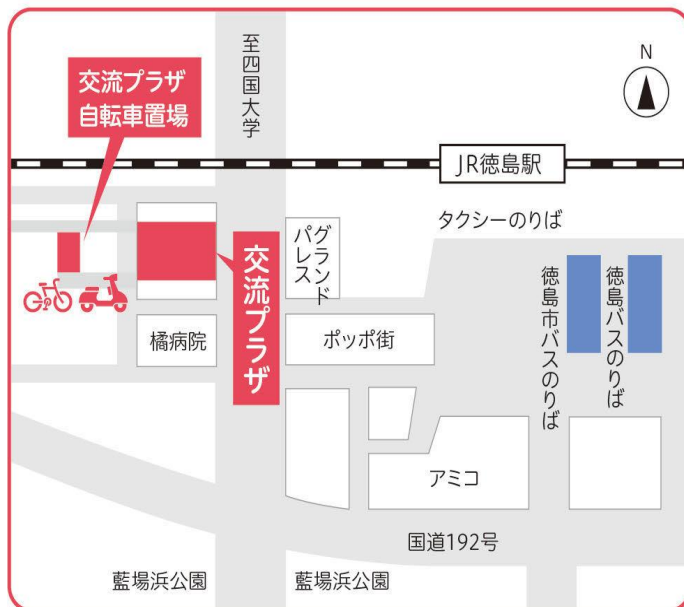 至四国大学
N
交流プラザ
自転車置場
JR徳島駅
タクシーのりば
グランド
パレス
交流プラザ
徳島市バスのりば
徳島バスのりば
橘病院
ポッポ街
アミコ
国道192号
藍場浜公園
藍場浜公園